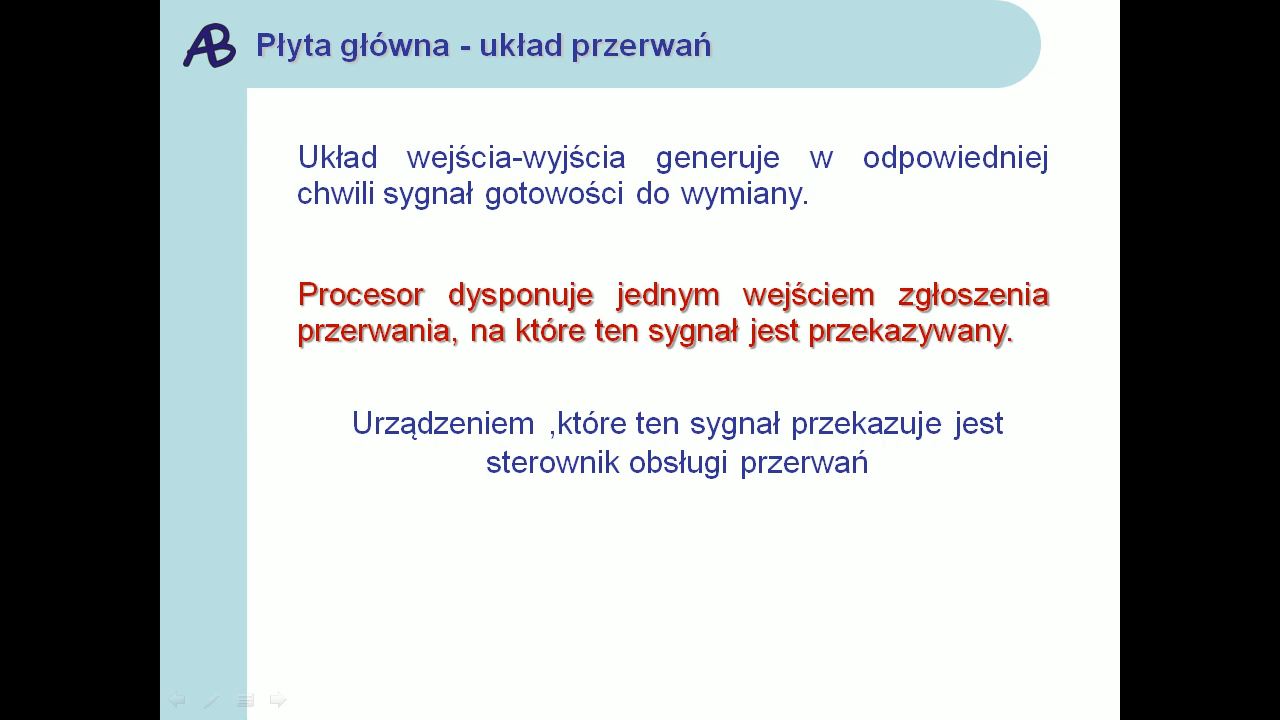 AB
Płyta główna - układ przerwań
Układ wejścia-wyjścia generuje w odpowiedniej
chwili sygnał gotowości do wymiany.
Procesor dysponuje jednym wejściem zgłoszenia
przerwania, na które ten sygnał jest przekazywany.
Urządzeniem ,które ten sygnał przekazuje jest
sterownik obsługi przerwań